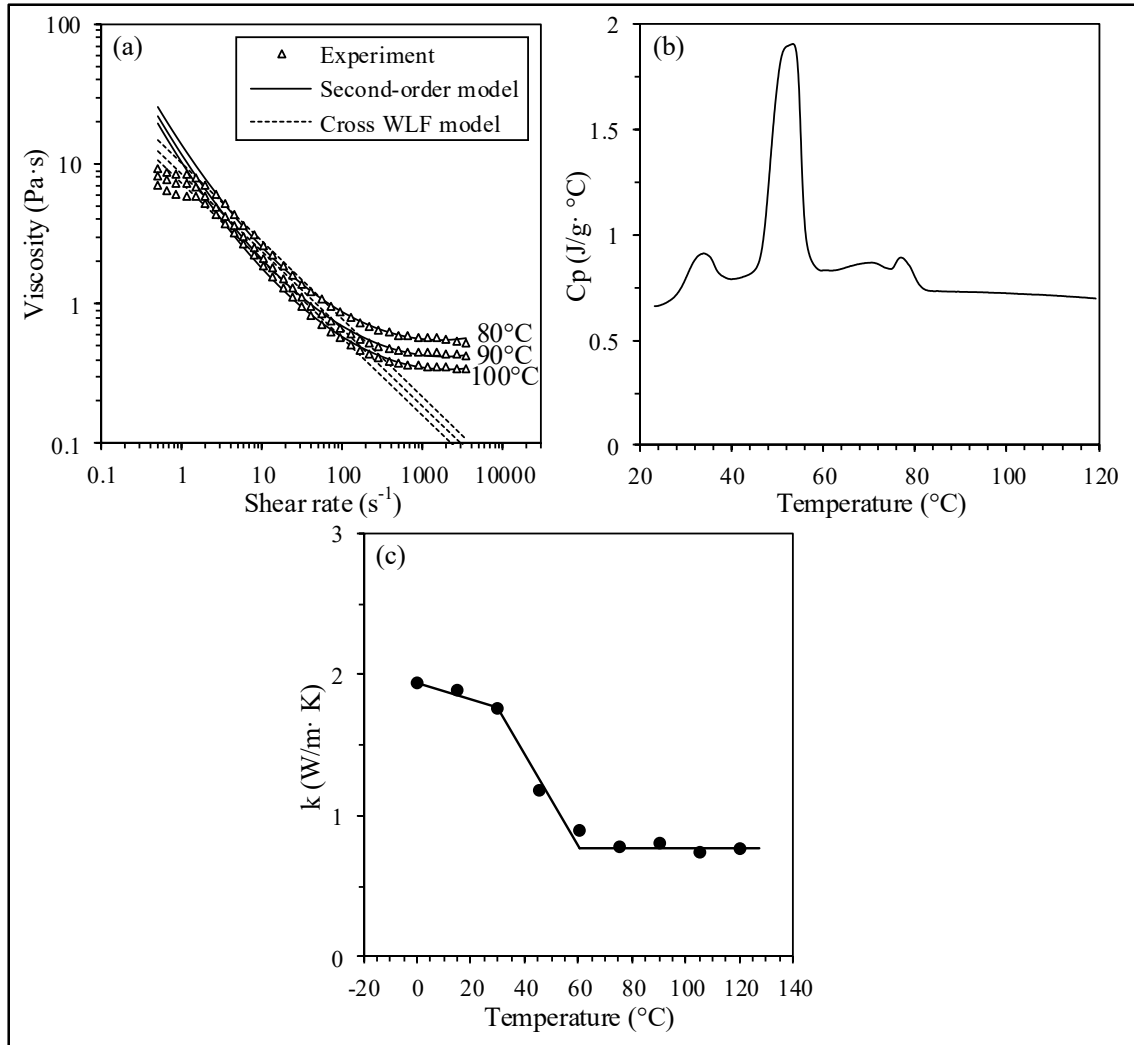 (a)
Experiment
Second-order model
Cross WLF model
100
10
1
0.1
Viscosity (Pa·s)
80°C
90°C
100°C
0.1 1 10 100 1000 10000
Shear rate (s⁻¹)
(b)
2
1.5
1
0.5
0
Cp (J/g· °C)
20 40 60 80 100 120
Temperature (°C)
(c)
3
2
1
0
k (W/m· K)
-20 0 20 40 60 80 100 120 140
Temperature (°C)